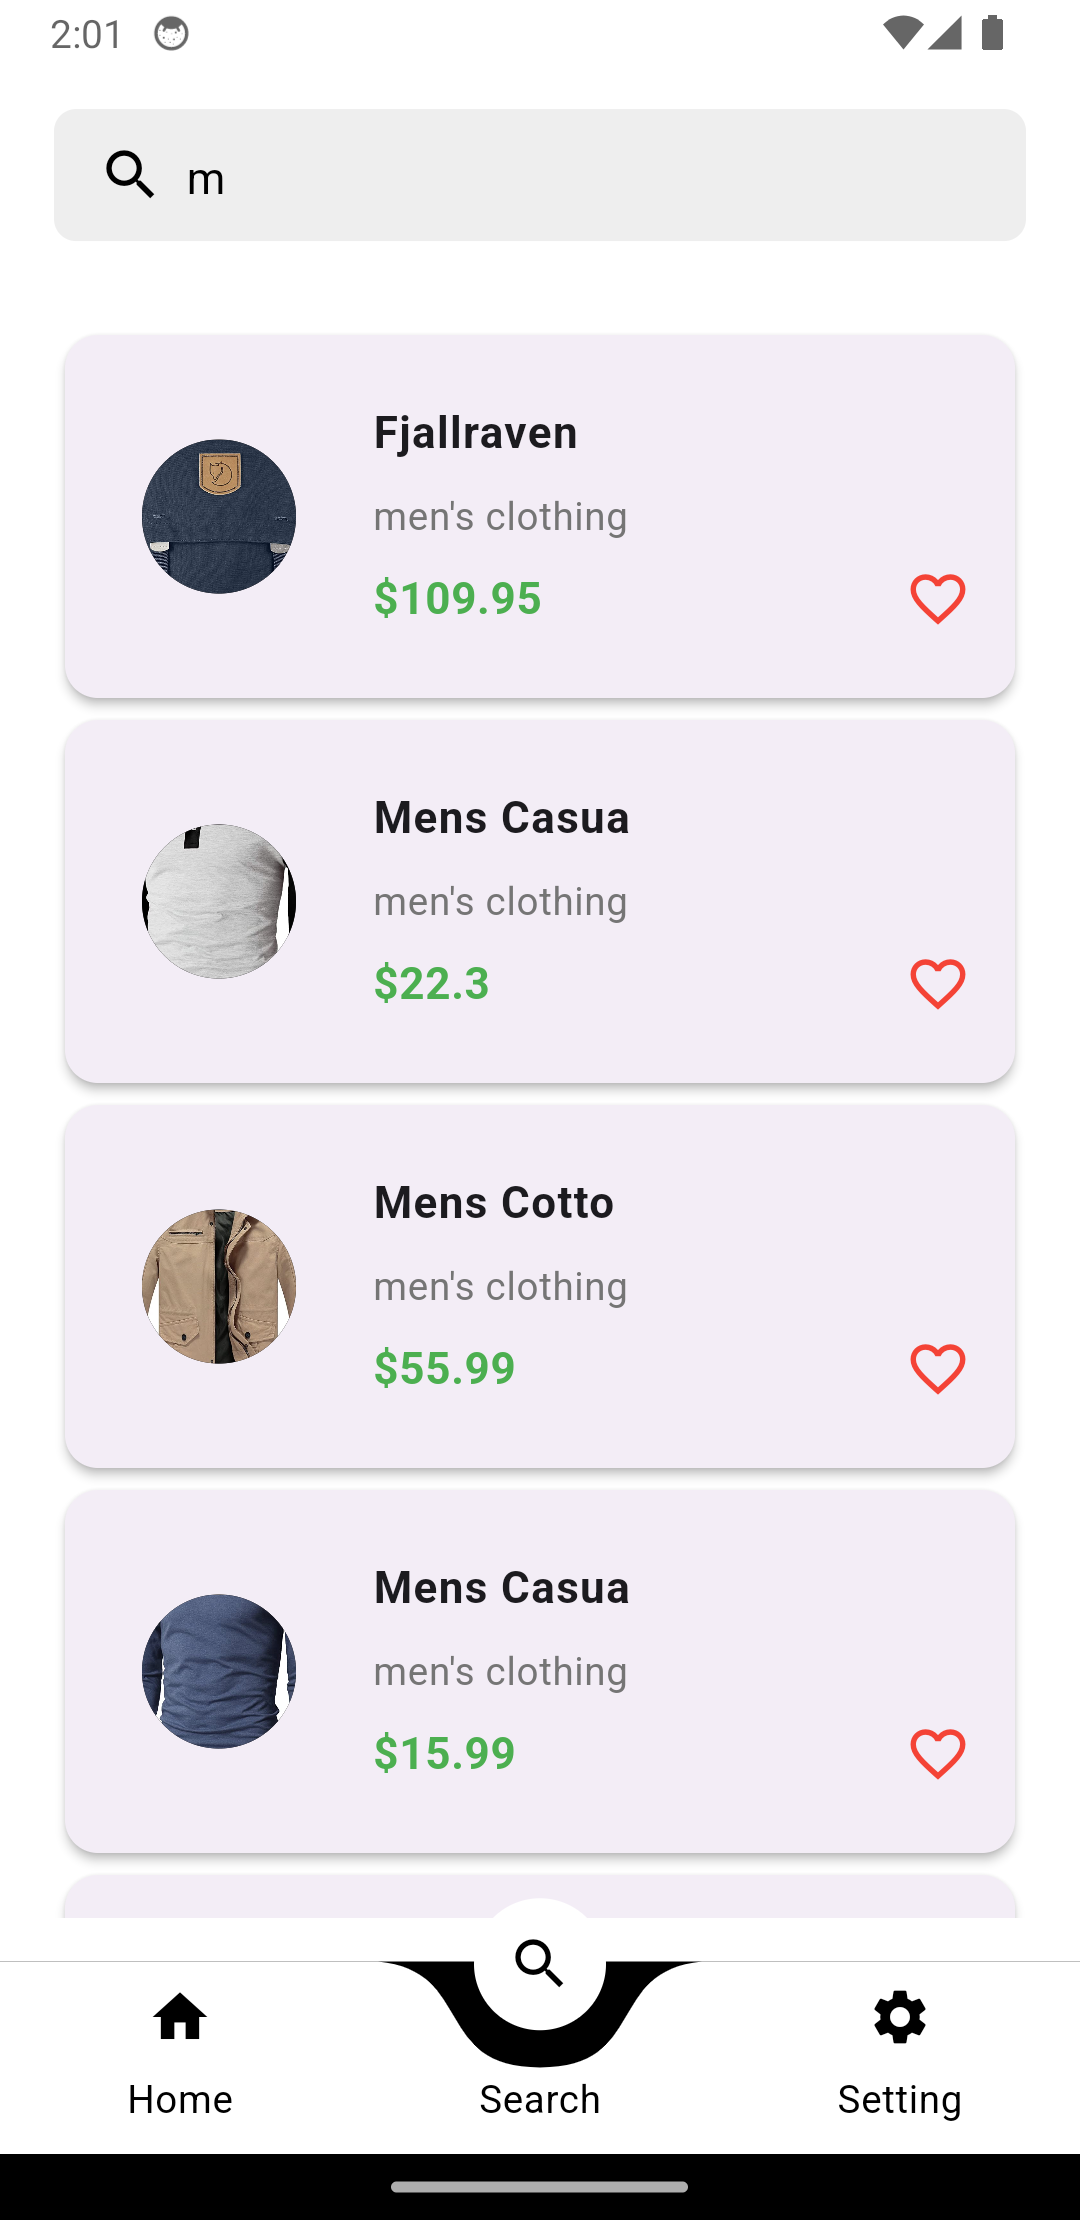 2:01
m
Fjallraven
men's clothing
$109.95
Mens Casua
men's clothing
$22.3
Mens Cotto
men's clothing
$55.99
Mens Casua
men's clothing
$15.99
Home
Search
Setting